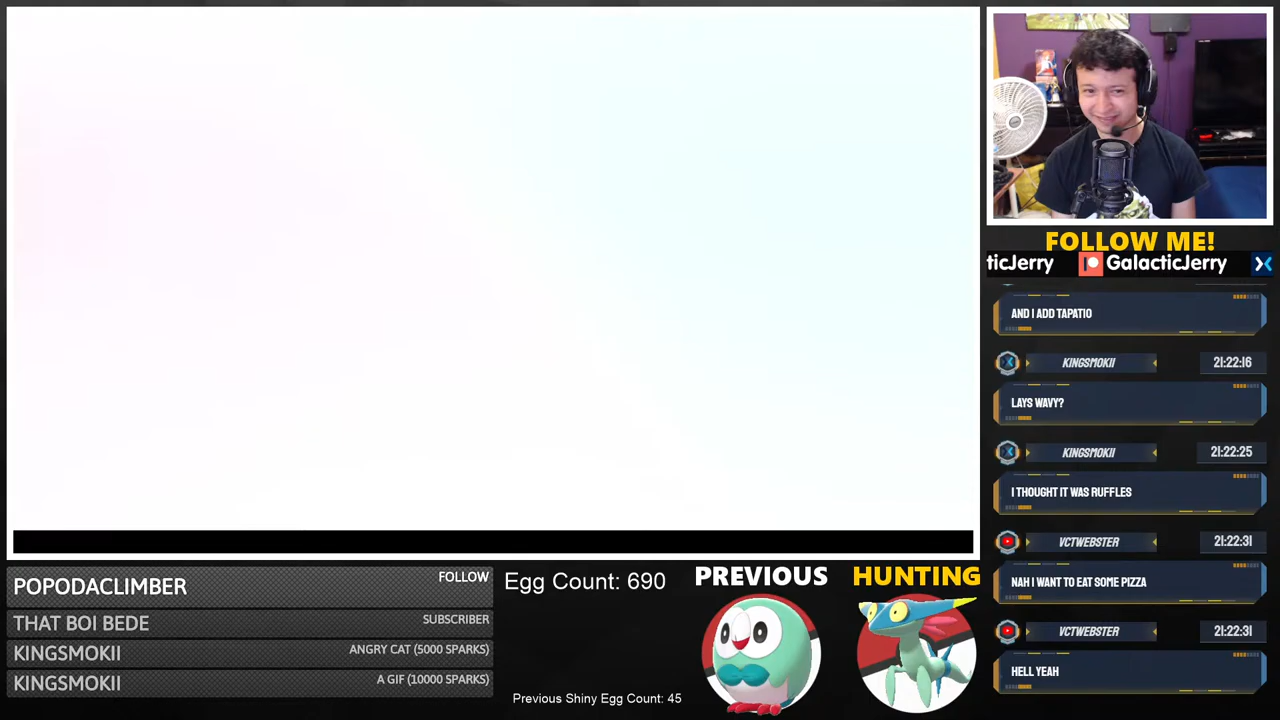 FOLLOW ME!
ticJerry GalacticJerry
AND I ADD TAPATIO
KINGSMOKII 21:22:16
LAYS WAVY?
KINGSMOKII 21:22:25
I THOUGHT IT WAS RUFFLES
VCTWEBSTER 21:22:31
NAH I WANT TO EAT SOME PIZZA
VCTWEBSTER 21:22:31
HELL YEAH
POPODACLIMBER FOLLOW
THAT BOI BEDE SUBSCRIBER
KINGSMOKII ANGRY CAT (5000 SPARKS)
KINGSMOKII A GIF (10000 SPARKS)
Egg Count: 690
Previous Shiny Egg Count: 45
PREVIOUS
HUNTING